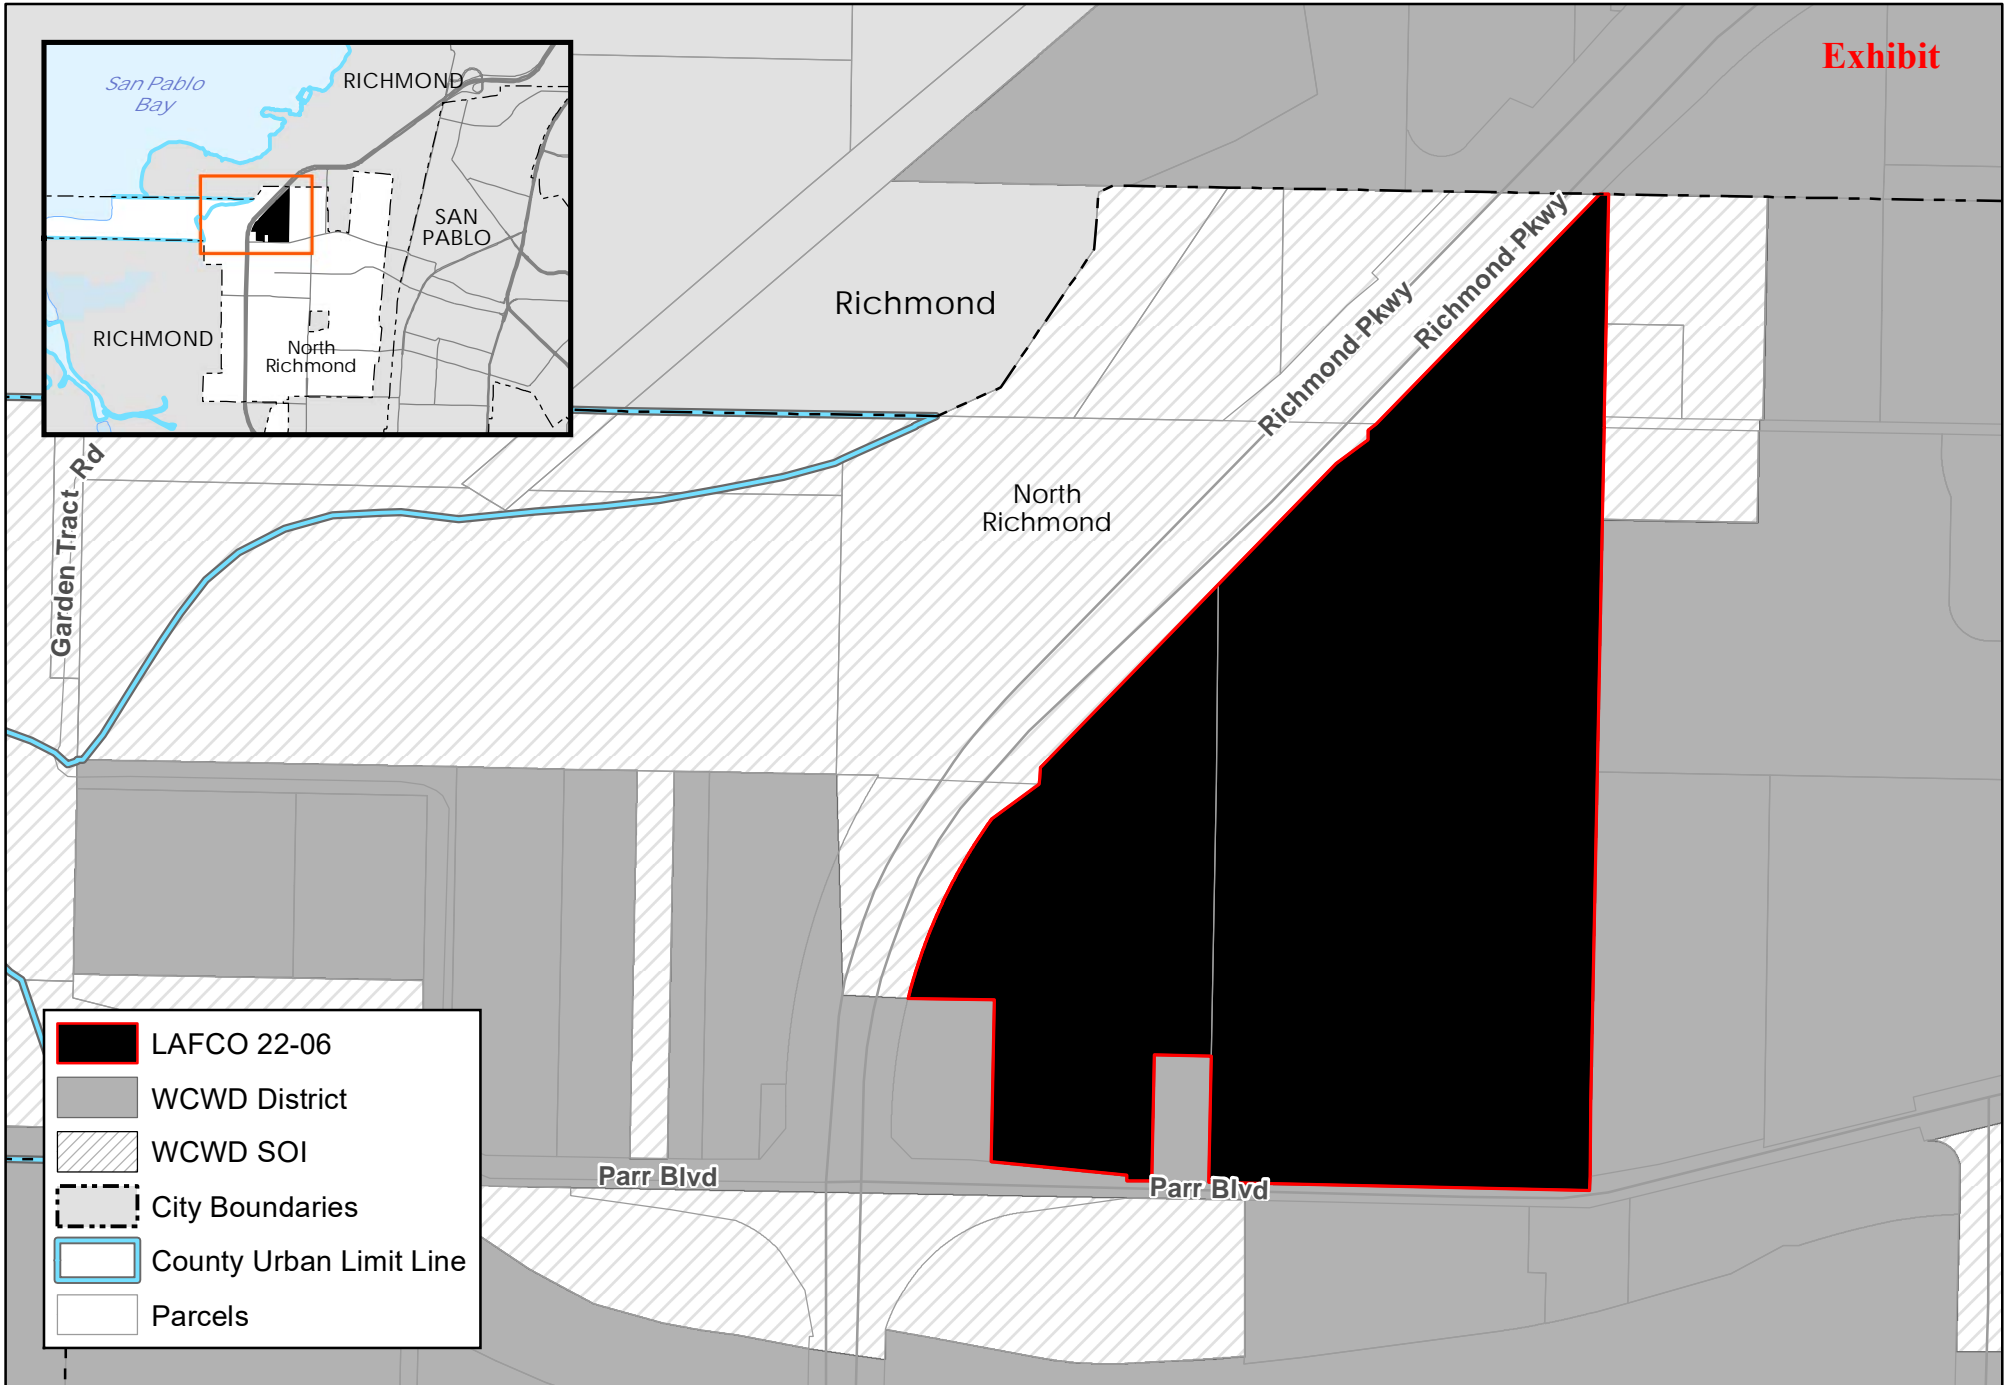 Exhibit
San Pablo
Bay
RICHMOND
SAN
PABLO
RICHMOND
North
Richmond
Richmond
Richmond Pkwy
Richmond Pkwy
North
Richmond
Garden Tract Rd
Parr Blvd
Parr Blvd
LAFCO 22-06
WCWD District
WCWD SOI
City Boundaries
County Urban Limit Line
Parcels